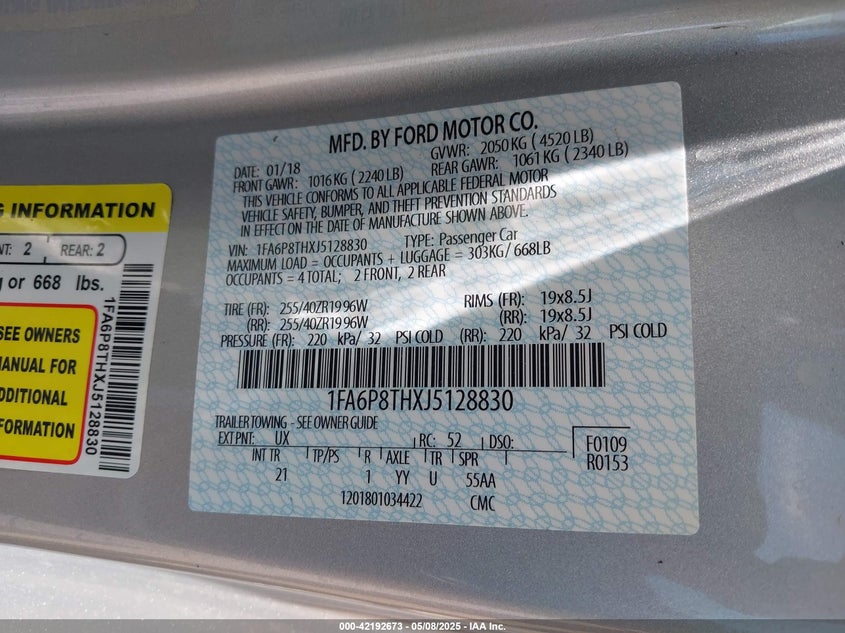 MFD. BY FORD MOTOR CO.
DATE: 01/18 GVWR: 2050 KG ( 4520 LB)
FRONT GAWR: 1016 KG ( 2240 LB) REAR GAWR: 1061 KG ( 2340 LB)
THIS VEHICLE CONFORMS TO ALL APPLICABLE FEDERAL MOTOR
VEHICLE SAFETY, BUMPER, AND THEFT PREVENTION STANDARDS
IN EFFECT ON THE DATE OF MANUFACTURE SHOWN ABOVE.
VIN: 1FA6P8THXJ5128830 TYPE: Passenger Car
MAXIMUM LOAD = OCCUPANTS + LUGGAGE = 303KG/ 668LB
OCCUPANTS = 4 TOTAL; 2 FRONT, 2 REAR
TIRE (FR): 255/40ZR19 96W RIMS (FR): 19x8.5J
(RR): 255/40ZR19 96W (RR): 19x8.5J
PRESSURE (FR): 220 kPa/ 32 PSI COLD (RR): 220 kPa/ 32 PSI COLD
1FA6P8THXJ5128830
TRAILER TOWING - SEE OWNER GUIDE
EXT PNT: UX RC: 52 DSO:
INT TR TP/PS R AXLE TR SPR
21 1 YY U 55AA
F0109
R0153
1201801034422 CMC
INFORMATION
2 REAR: 2
or 668 lbs.
SEE OWNERS
MANUAL FOR
1FA6P8THXJ5128830
000-42192673 - 05/08/2025 - IAA Inc.